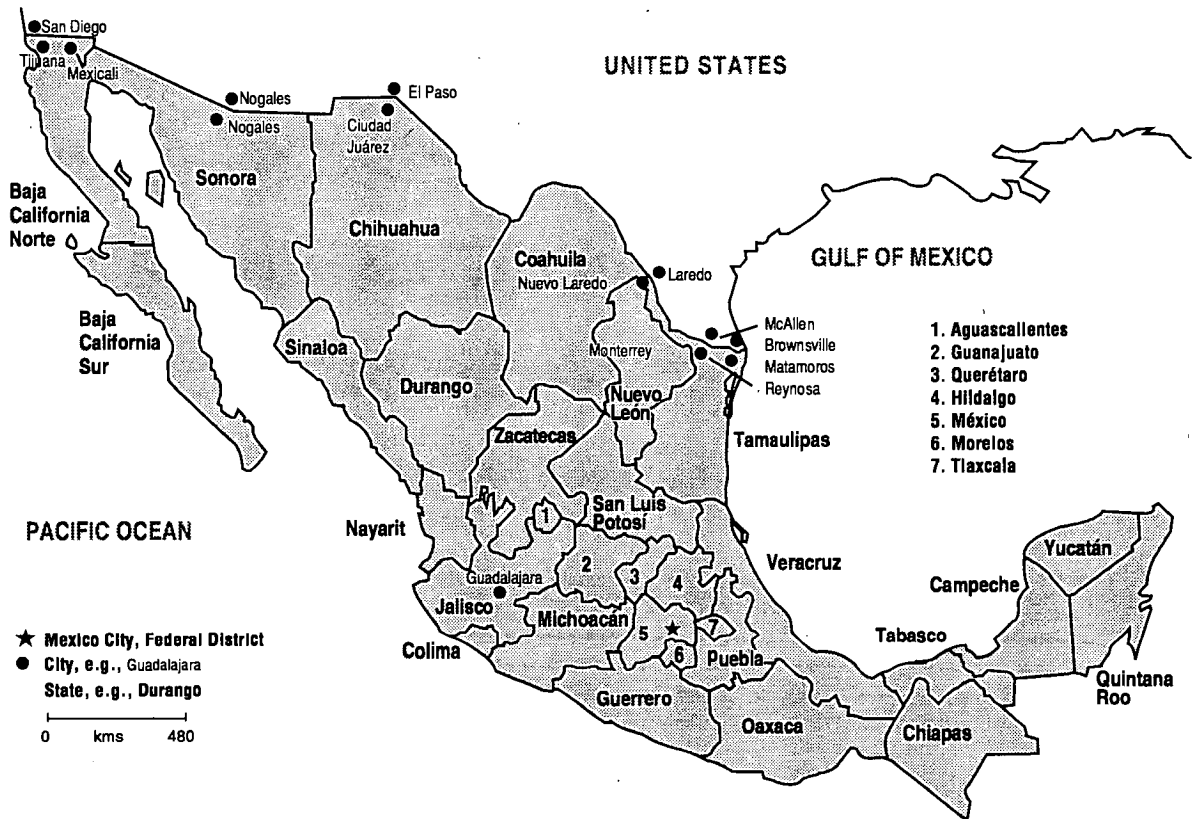 San Diego
Tijuana
Mexicali
UNITED STATES
Nogales
Nogales
El Paso
Ciudad
Juárez
Sonora
Baja
California
Norte
Chihuahua
Coahuila
GULF OF MEXICO
Nuevo Laredo
Laredo
Baja
California
Sur
Sinaloa
Durango
Monterrey
McAllen
Brownsville
Matamoros
Reynosa
Nuevo
León
Zacatecas
Tamaulipas
1. Aguascallentes
2. Guanajuato
3. Querétaro
4. Hildalgo
5. México
6. Morelos
7. Tlaxcala
PACIFIC OCEAN
Nayarit
1
San Luis
Potosí
2
3
4
Guadalajara
Jalisco
Michoacán
Veracruz
Yucatán
Campeche
Colima
5
6
7
Puebla
Tabasco
Quintana
Roo
Guerrero
Oaxaca
Chiapas
Mexico City, Federal District
City, e.g., Guadalajara
State, e.g., Durango
0 kms 480